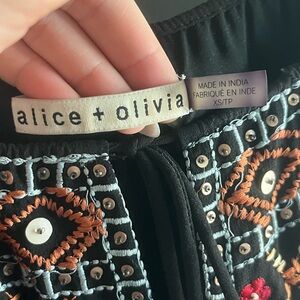 alice + olivia
MADE IN INDIA
FABRIQUÉ EN INDE
XS/TP